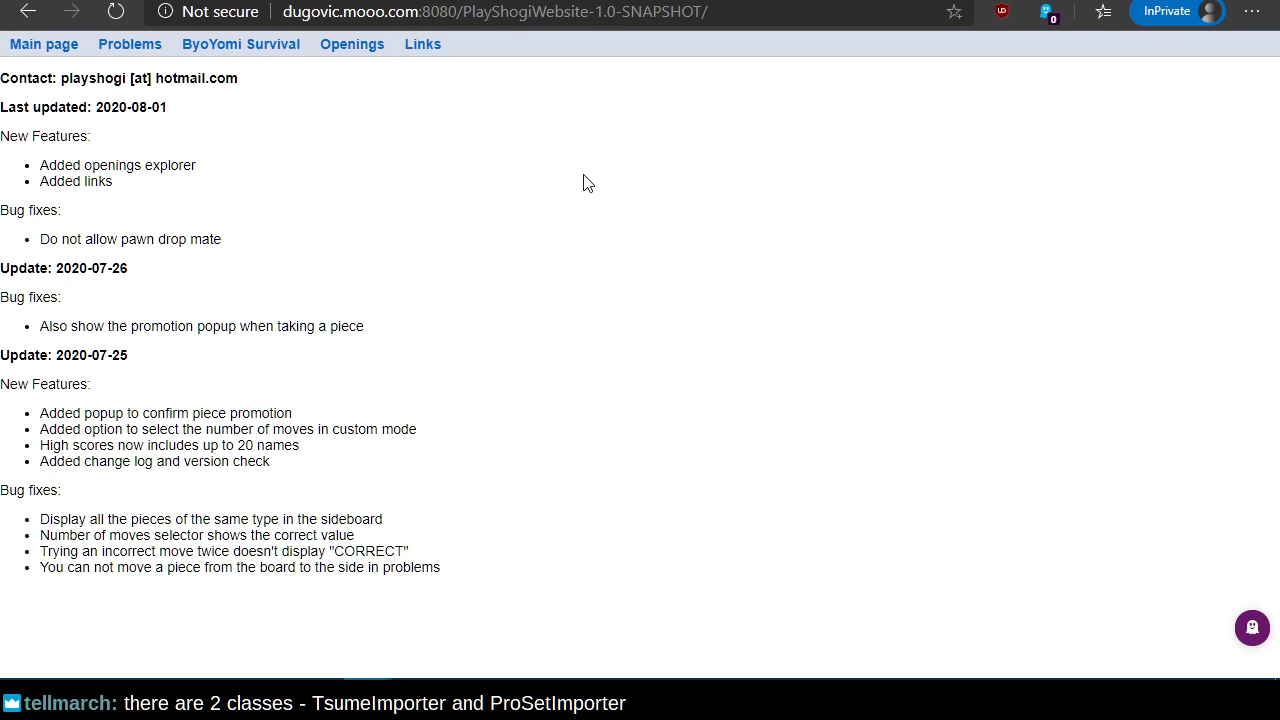 Not secure dugovic.mooo.com:8080/PlayShogiWebsite-1.0-SNAPSHOT/ UD 0 InPrivate
Main page Problems ByoYomi Survival Openings Links
Contact: playshogi [at] hotmail.com
Last updated: 2020-08-01
New Features:
• Added openings explorer
• Added links
Bug fixes:
• Do not allow pawn drop mate
Update: 2020-07-26
Bug fixes:
• Also show the promotion popup when taking a piece
Update: 2020-07-25
New Features:
• Added popup to confirm piece promotion
• Added option to select the number of moves in custom mode
• High scores now includes up to 20 names
• Added change log and version check
Bug fixes:
• Display all the pieces of the same type in the sideboard
• Number of moves selector shows the correct value
• Trying an incorrect move twice doesn't display "CORRECT"
• You can not move a piece from the board to the side in problems
tellmarch: there are 2 classes - TsumeImporter and ProSetImporter